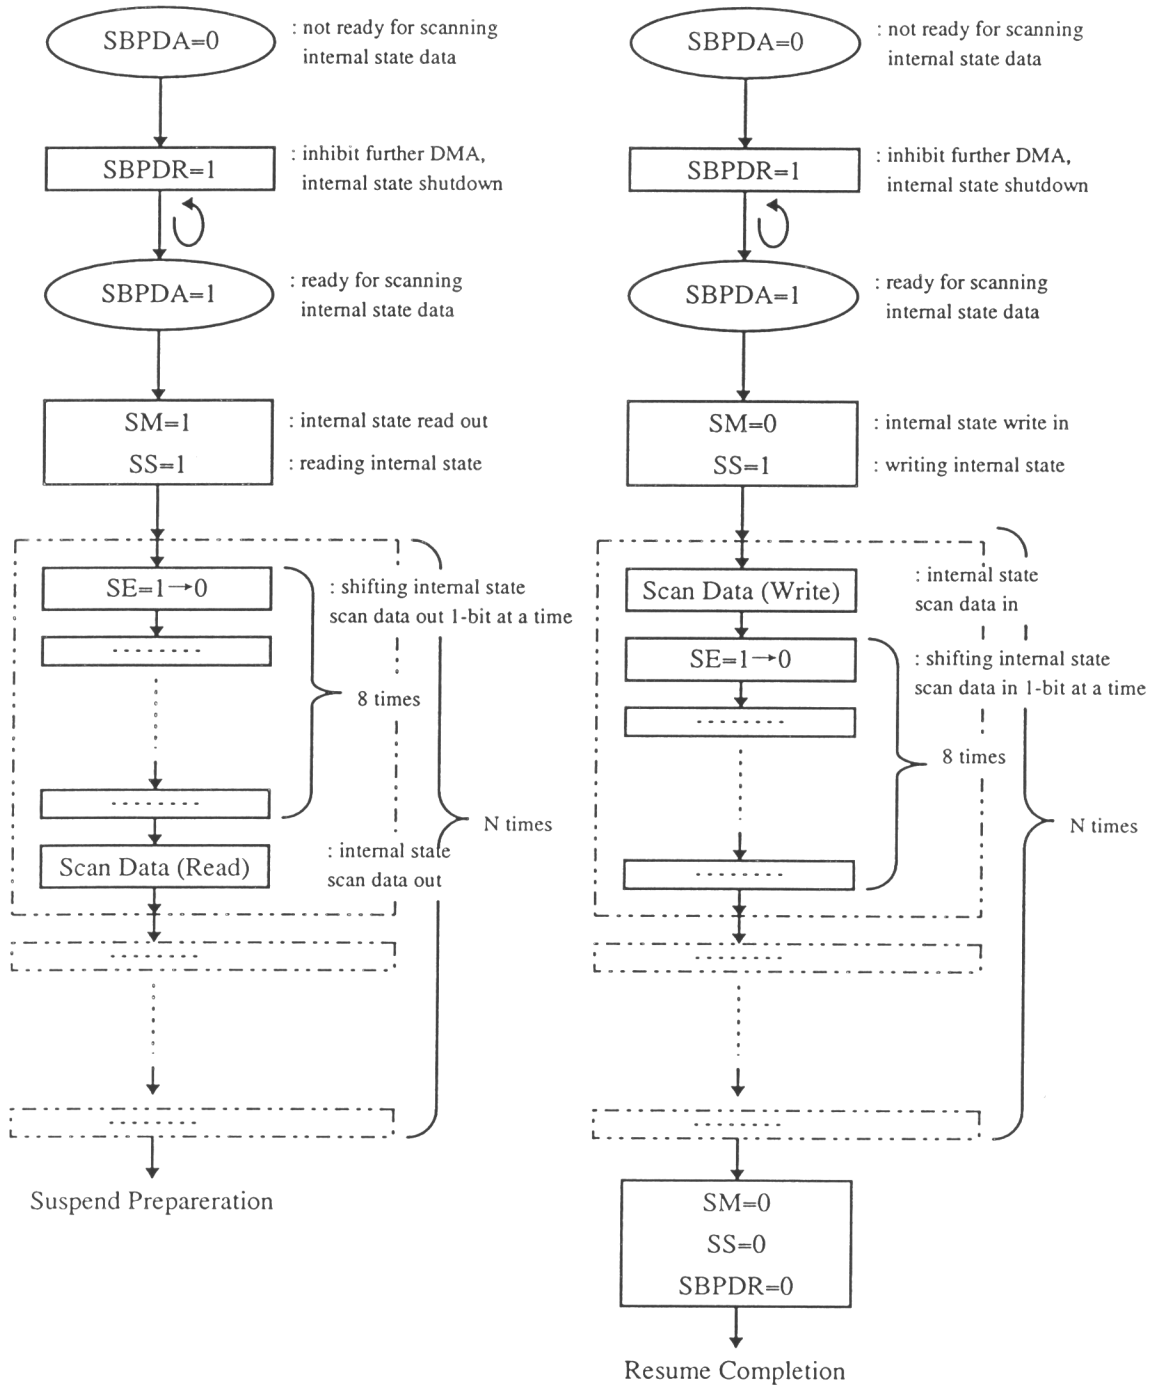 SBPDA=0
: not ready for scanning
internal state data
SBPDR=1
: inhibit further DMA,
internal state shutdown
SBPDA=1
: ready for scanning
internal state data
SM=1
: internal state read out
SS=1
: reading internal state
SE=1→0
: shifting internal state
scan data out 1-bit at a time
8 times
N times
Scan Data (Read)
: internal state
scan data out
Suspend Prepareration
SBPDA=0
: not ready for scanning
internal state data
SBPDR=1
: inhibit further DMA,
internal state shutdown
SBPDA=1
: ready for scanning
internal state data
SM=0
: internal state write in
SS=1
: writing internal state
Scan Data (Write)
: internal state
scan data in
SE=1→0
: shifting internal state
scan data in 1-bit at a time
8 times
N times
SM=0
SS=0
SBPDR=0
Resume Completion